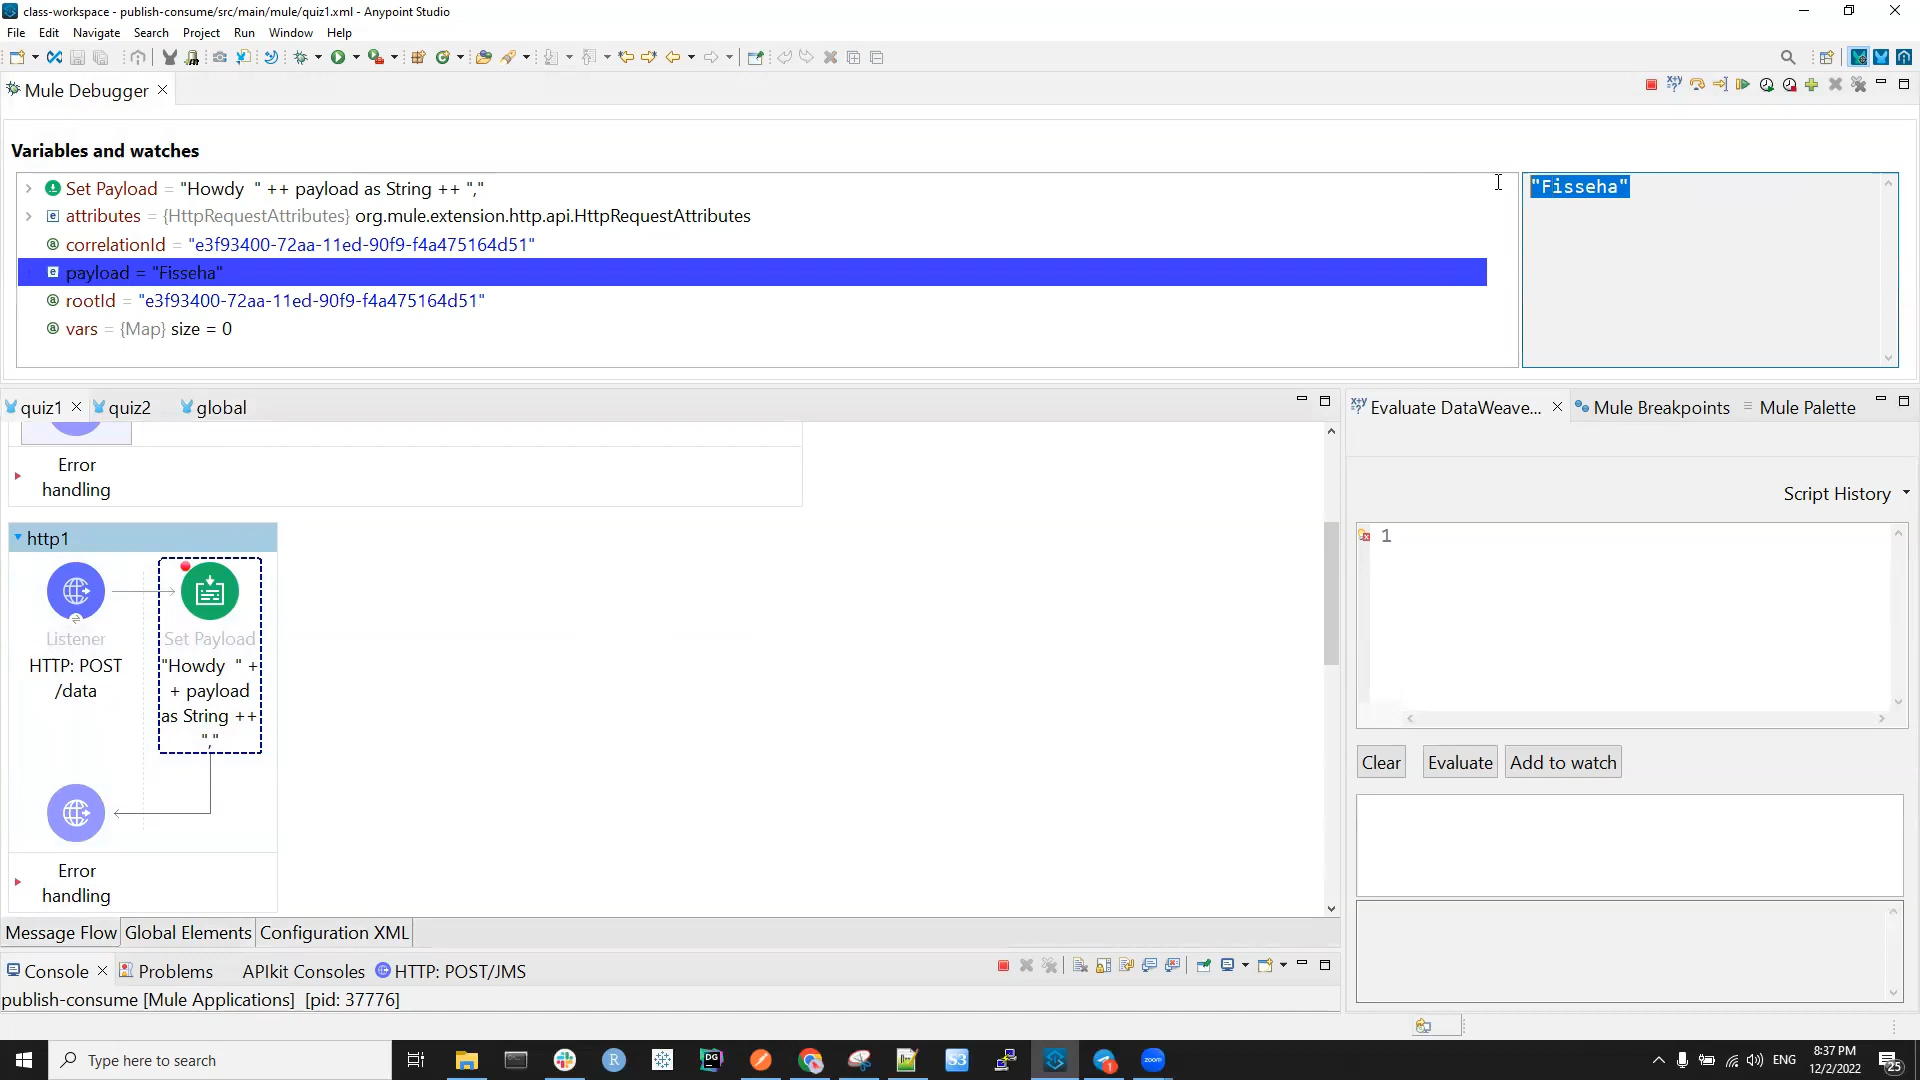 class-workspace - publish-consume/src/main/mule/quiz1.xml - Anypoint Studio
File Edit Navigate Search Project Run Window Help
Mule Debugger
Variables and watches
Set Payload = "Howdy  " ++ payload as String ++ ","
attributes = {HttpRequestAttributes} org.mule.extension.http.api.HttpRequestAttributes
correlationId = "e3f93400-72aa-11ed-90f9-f4a475164d51"
payload = "Fisseha"
rootId = "e3f93400-72aa-11ed-90f9-f4a475164d51"
vars = {Map} size = 0
"Fisseha"
quiz1 quiz2 global
Error
handling
http1
Listener
HTTP: POST
/data
Set Payload
"Howdy  " +
+ payload
as String ++
","
Error
handling
Message Flow Global Elements Configuration XML
Evaluate DataWeave... Mule Breakpoints Mule Palette
Script History
1
Clear Evaluate Add to watch
Console Problems APIkit Consoles HTTP: POST/JMS
publish-consume [Mule Applications] [pid: 37776]
Type here to search
R
DG
S3
1
zoom
ENG
8:37 PM
12/2/2022
25